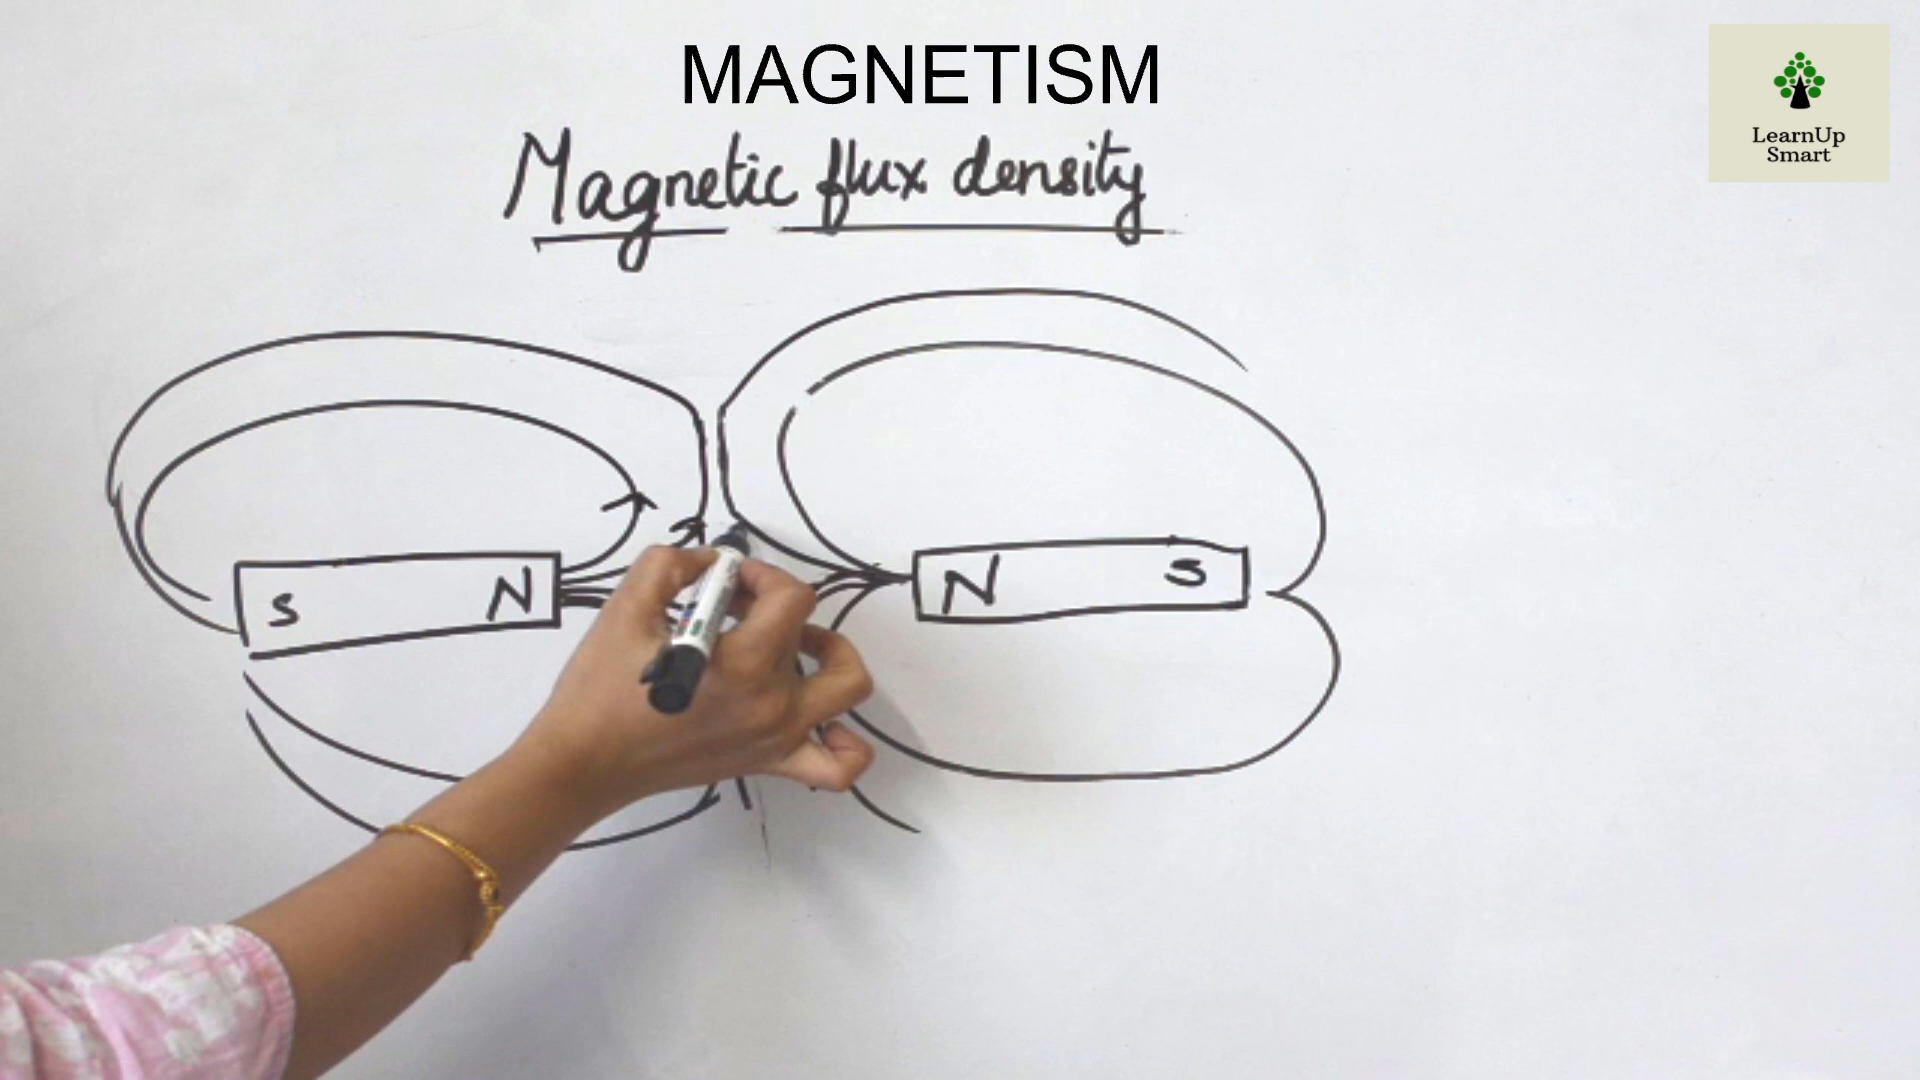 MAGNETISM
LearnUp
Smart
Magnetic flux density
S N
N S